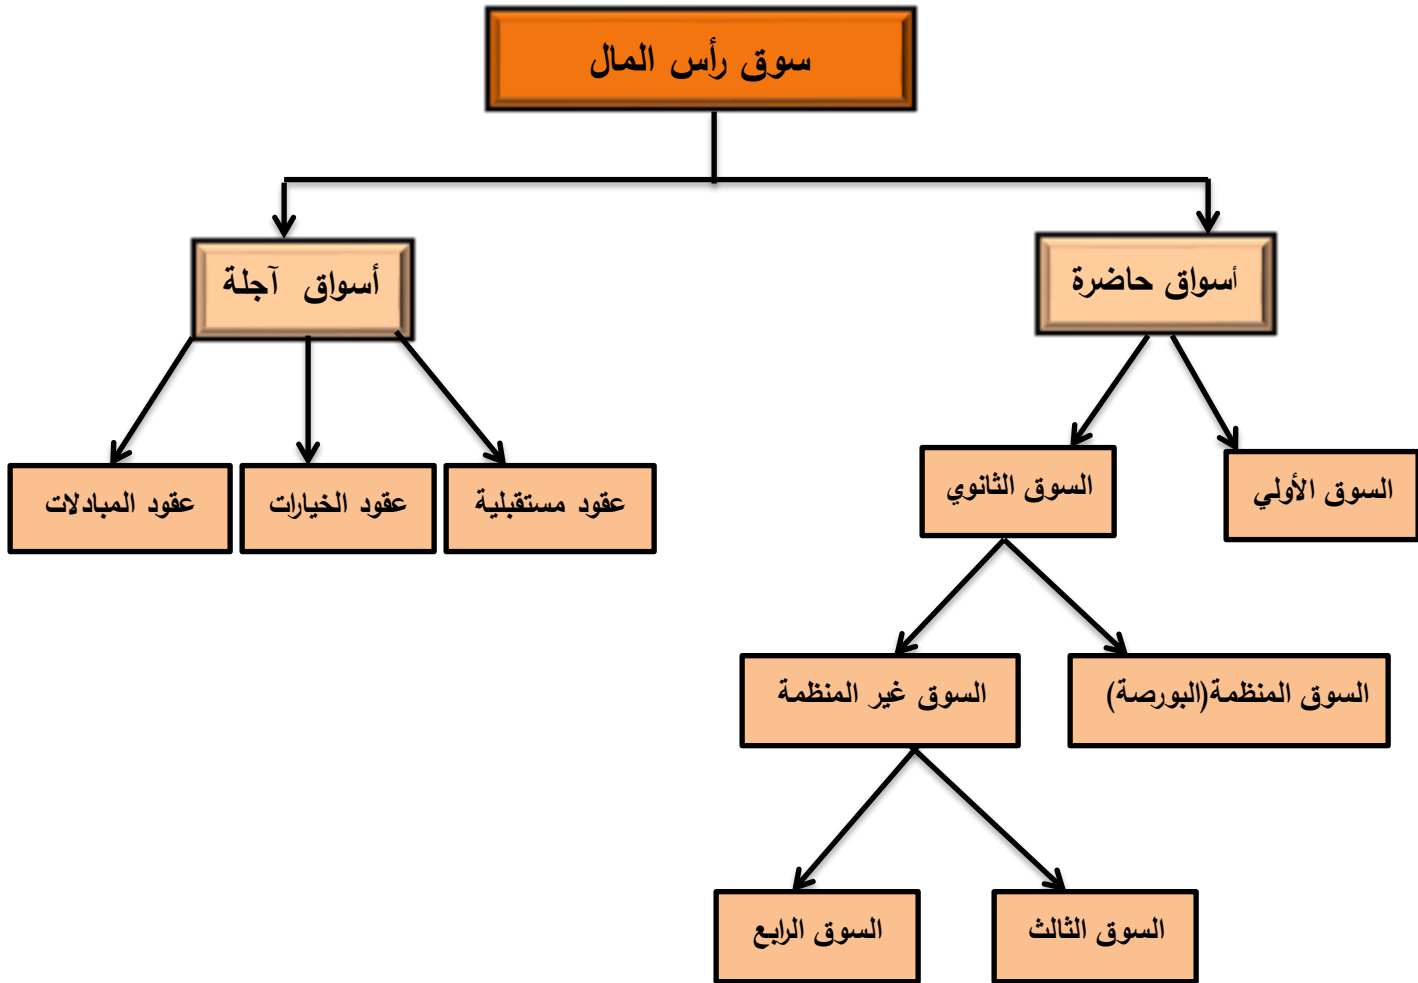 سوق رأس المال
أسواق حاضرة
أسواق آجلة
السوق الأولي
السوق الثانوي
عقود مستقبلية
عقود الخيارات
عقود المبادلات
السوق المنظمة(البورصة)
السوق غير المنظمة
السوق الثالث
السوق الرابع